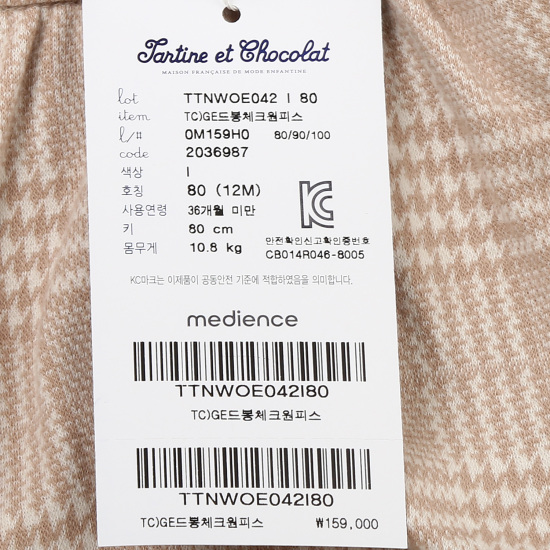 Tartine et Chocolat
MAISON FRANÇAISE DE MODE ENFANTINE
lot TTNWOE042 I 80
item TC)GE드봉체크원피스
l/# 0M159H0 80/90/100
code 2036987
색상 I
호칭 80 (12M)
사용연령 36개월 미만
키 80 cm
몸무게 10.8 kg
안전확인신고확인증번호
CB014R046-8005
KC마크는 이제품이 공동안전 기준에 적합하였음을 의미합니다.
medience
TTNWOE042I80
TC)GE드봉체크원피스
TTNWOE042I80
TC)GE드봉체크원피스 ₩159,000